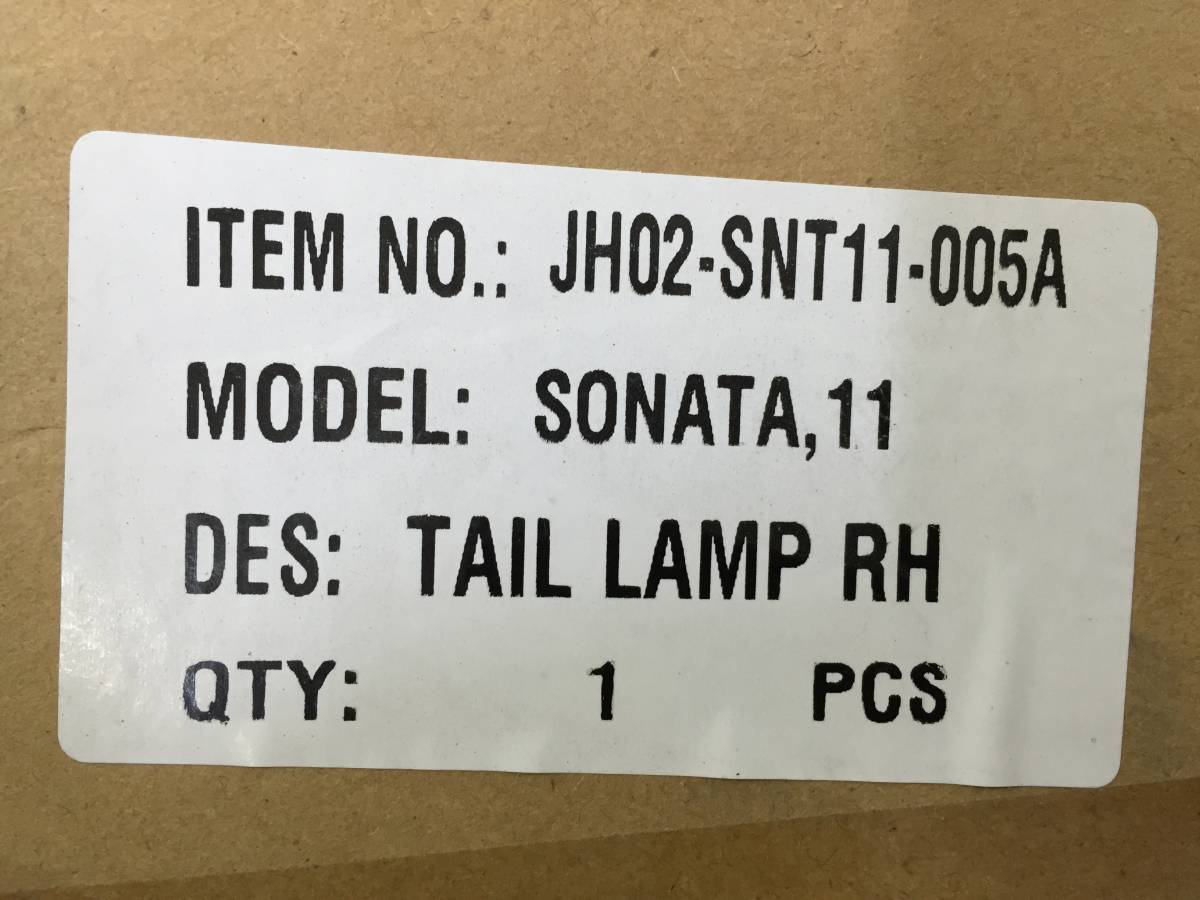 ITEM NO.: JH02-SNT11-005A
MODEL: SONATA,11
DES: TAIL LAMP RH
QTY: 1 PCS